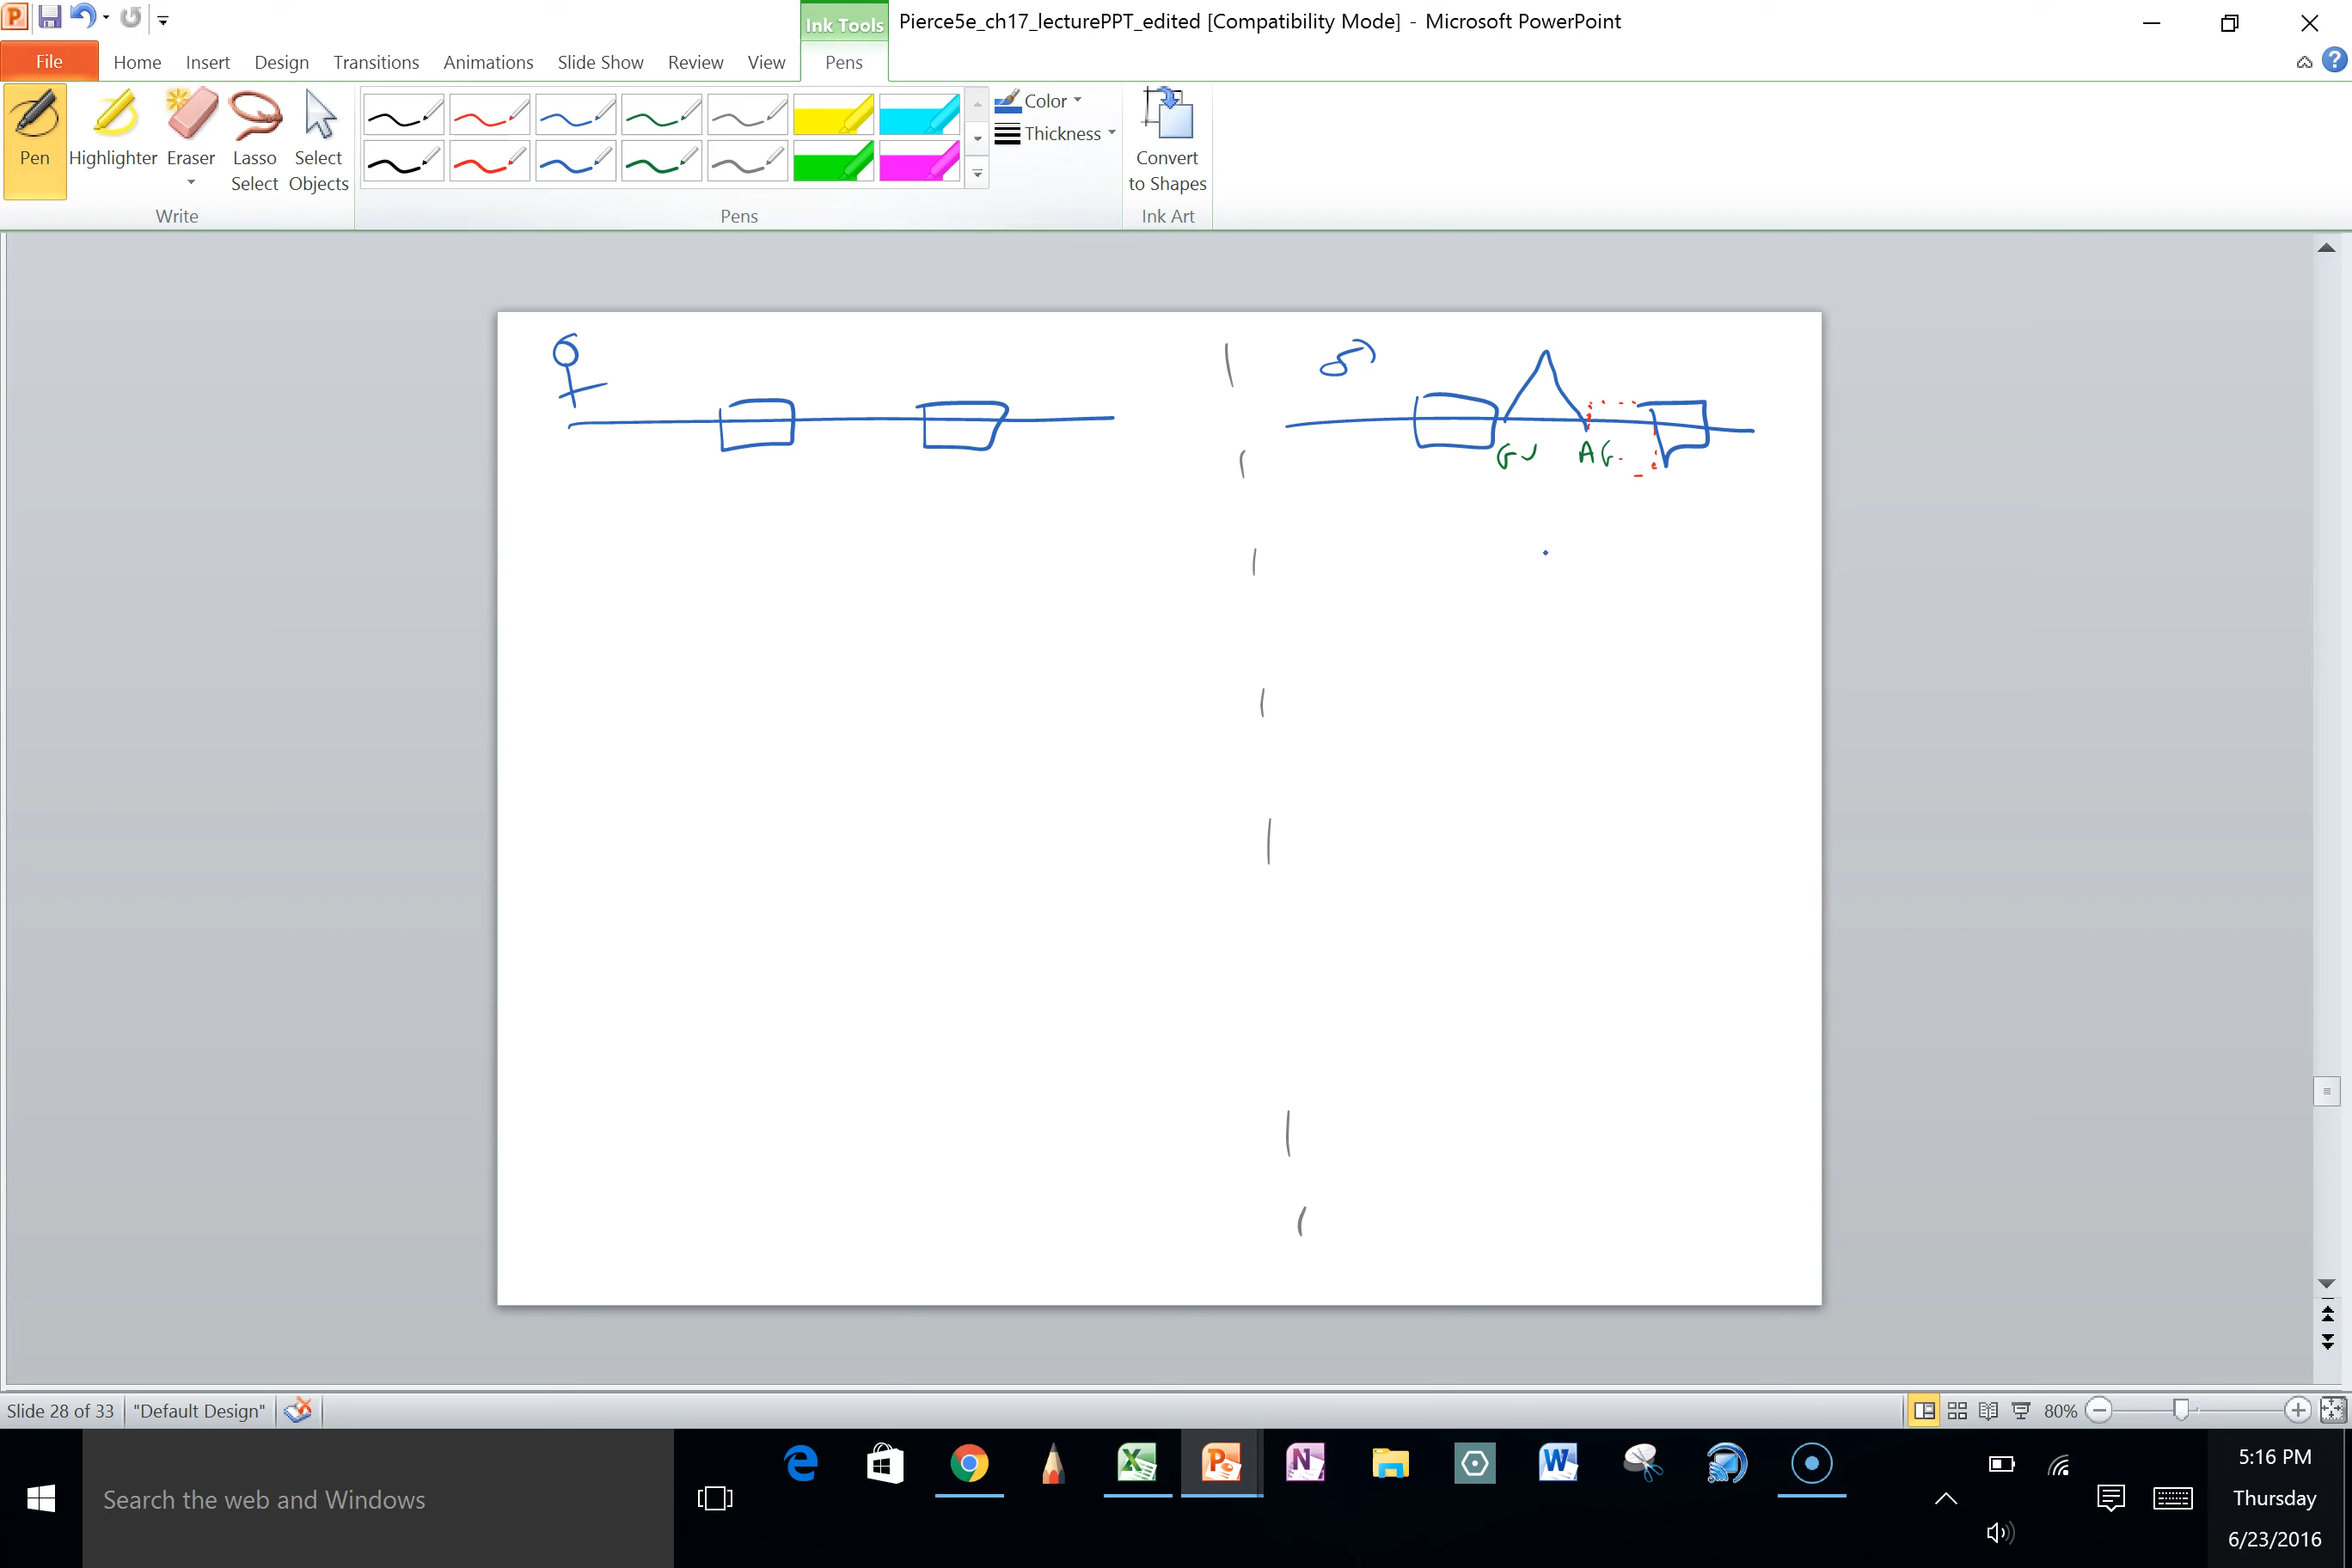 Pierce5e_ch17_lecturePPT_edited [Compatibility Mode] - Microsoft PowerPoint
Ink Tools
File Home Insert Design Transitions Animations Slide Show Review View Pens
Pen Highlighter Eraser Lasso Select Select Objects
Color
Thickness
Convert to Shapes
Write Pens Ink Art
♀
♂
GU AG
Slide 28 of 33 "Default Design" 80%
Search the web and Windows
5:16 PM
Thursday
6/23/2016